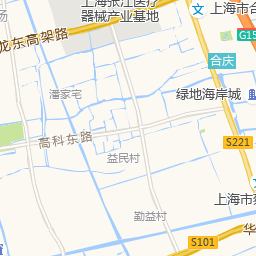 上海张江医疗
器械产业基地
上海市合
G15
龙东高架路
合庆
潘家宅
绿地海岸城
高科东路
S221
益民村
上海市
勤益村
S101
华